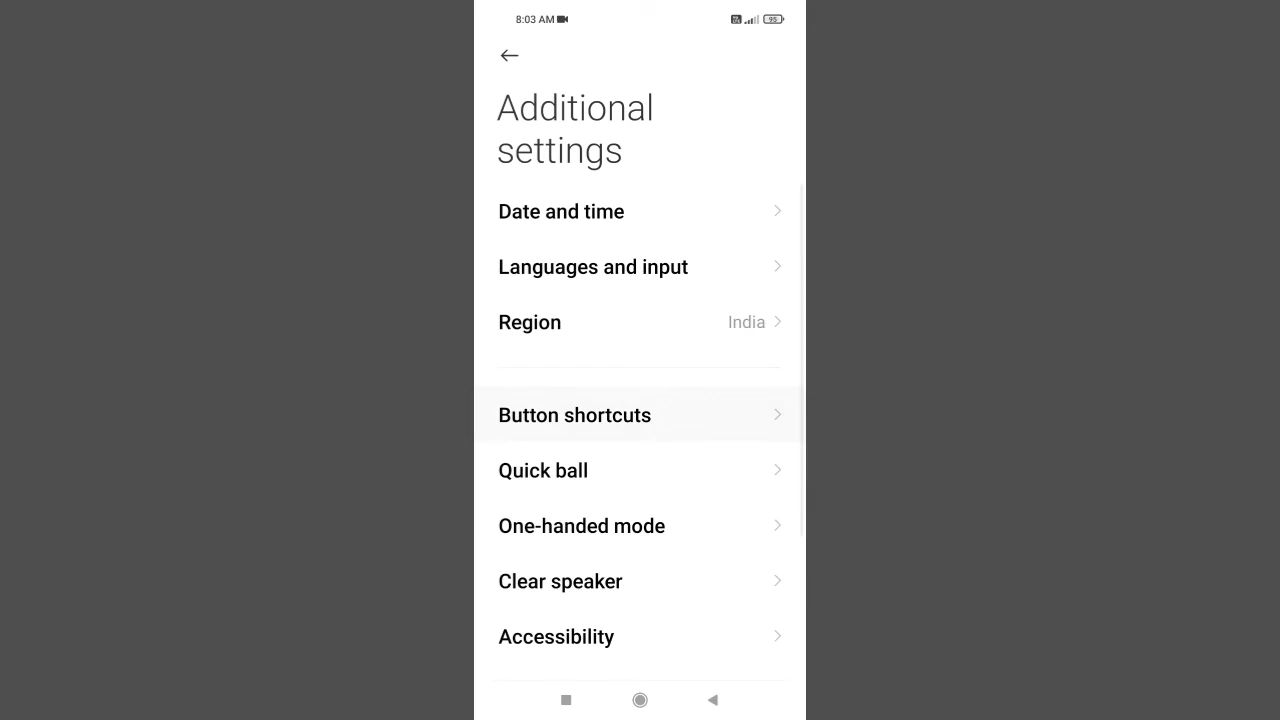 8:03 AM
95
Additional
settings
Date and time
Languages and input
Region India
Button shortcuts
Quick ball
One-handed mode
Clear speaker
Accessibility